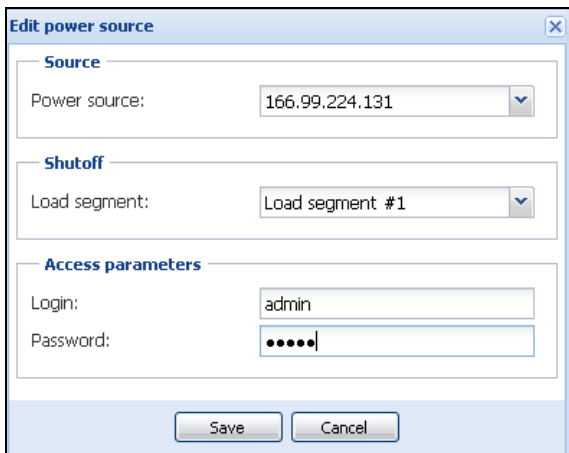 Edit power source
Source
Power source: 166.99.224.131
Shutoff
Load segment: Load segment #1
Access parameters
Login: admin
Password: •••••
Save Cancel